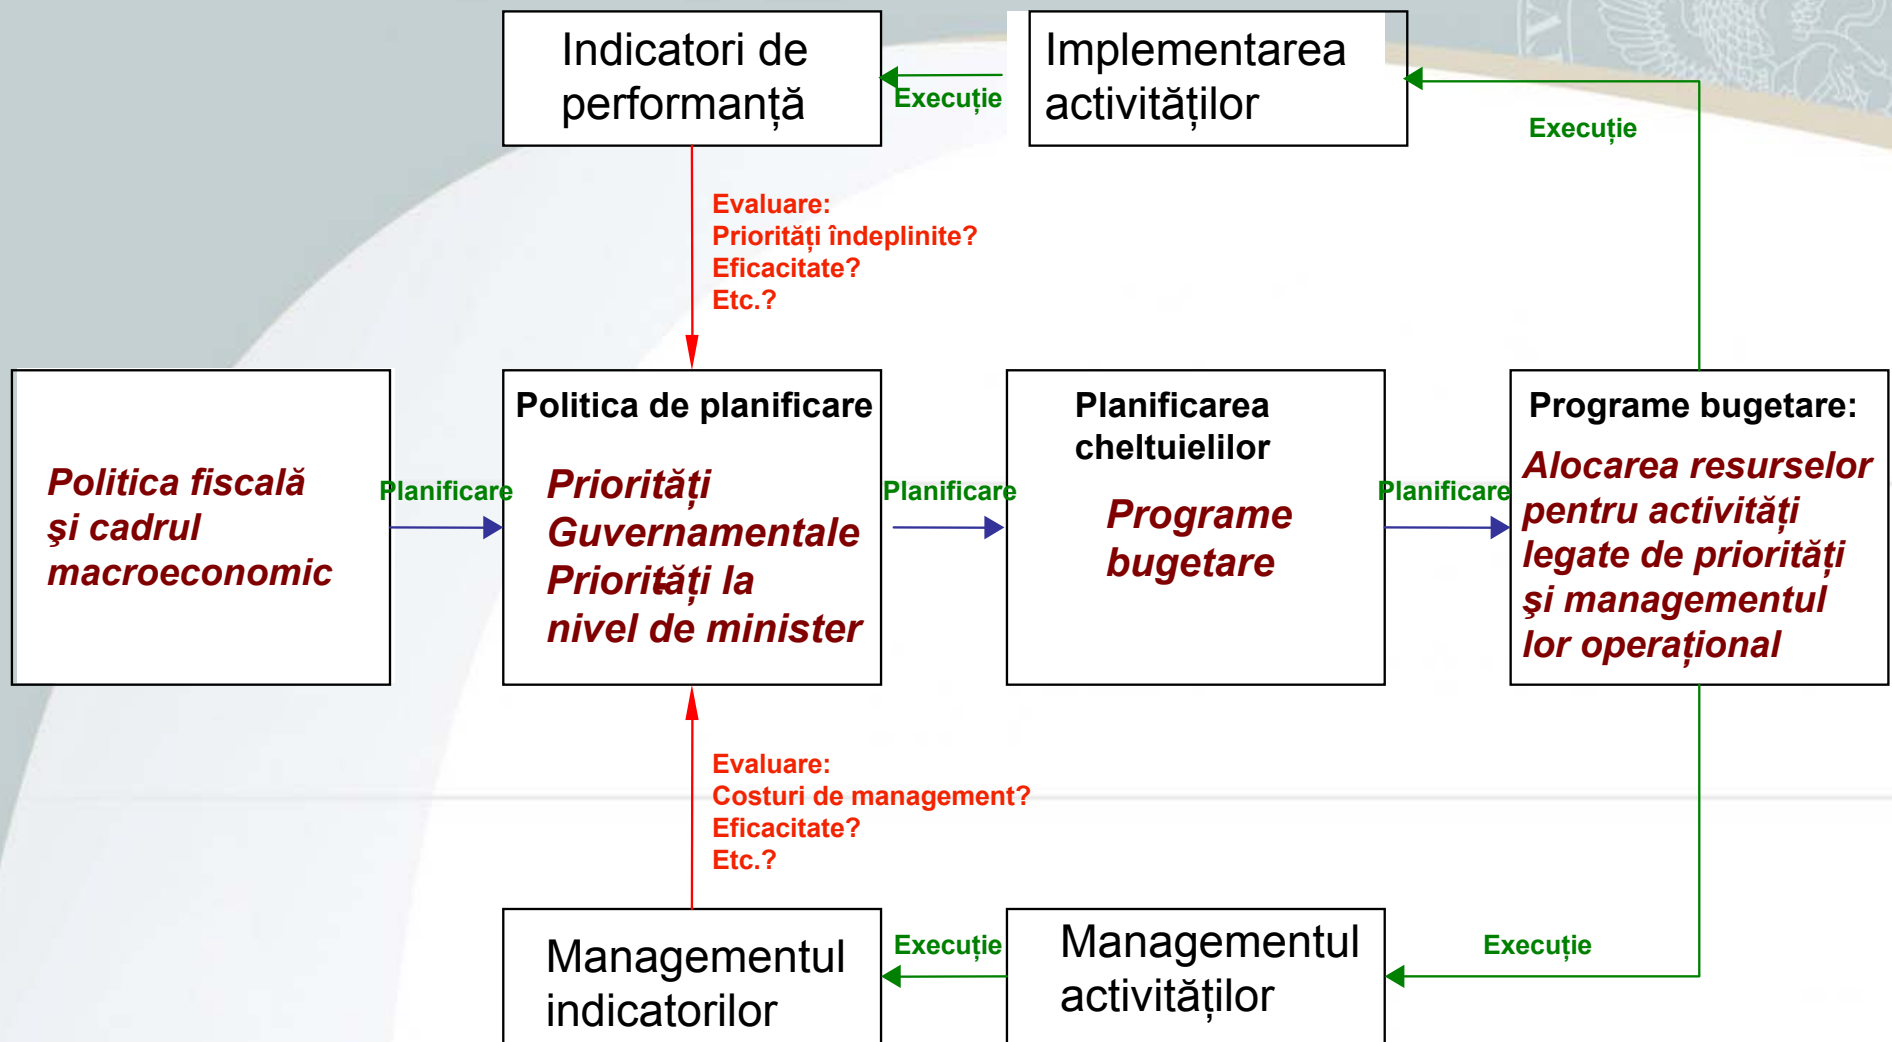 Indicatori de
performanță
Execuție
Implementarea
activităților
Execuție
Evaluare:
Priorități îndeplinite?
Eficacitate?
Etc.?
Politica fiscală
şi cadrul
macroeconomic
Planificare
Politica de planificare
Priorități
Guvernamentale
Priorități la
nivel de minister
Planificare
Planificarea
cheltuielilor
Programe
bugetare
Planificare
Programe bugetare:
Alocarea resurselor
pentru activități
legate de priorități
şi managementul
lor operațional
Evaluare:
Costuri de management?
Eficacitate?
Etc.?
Managementul
indicatorilor
Execuție
Managementul
activităților
Execuție